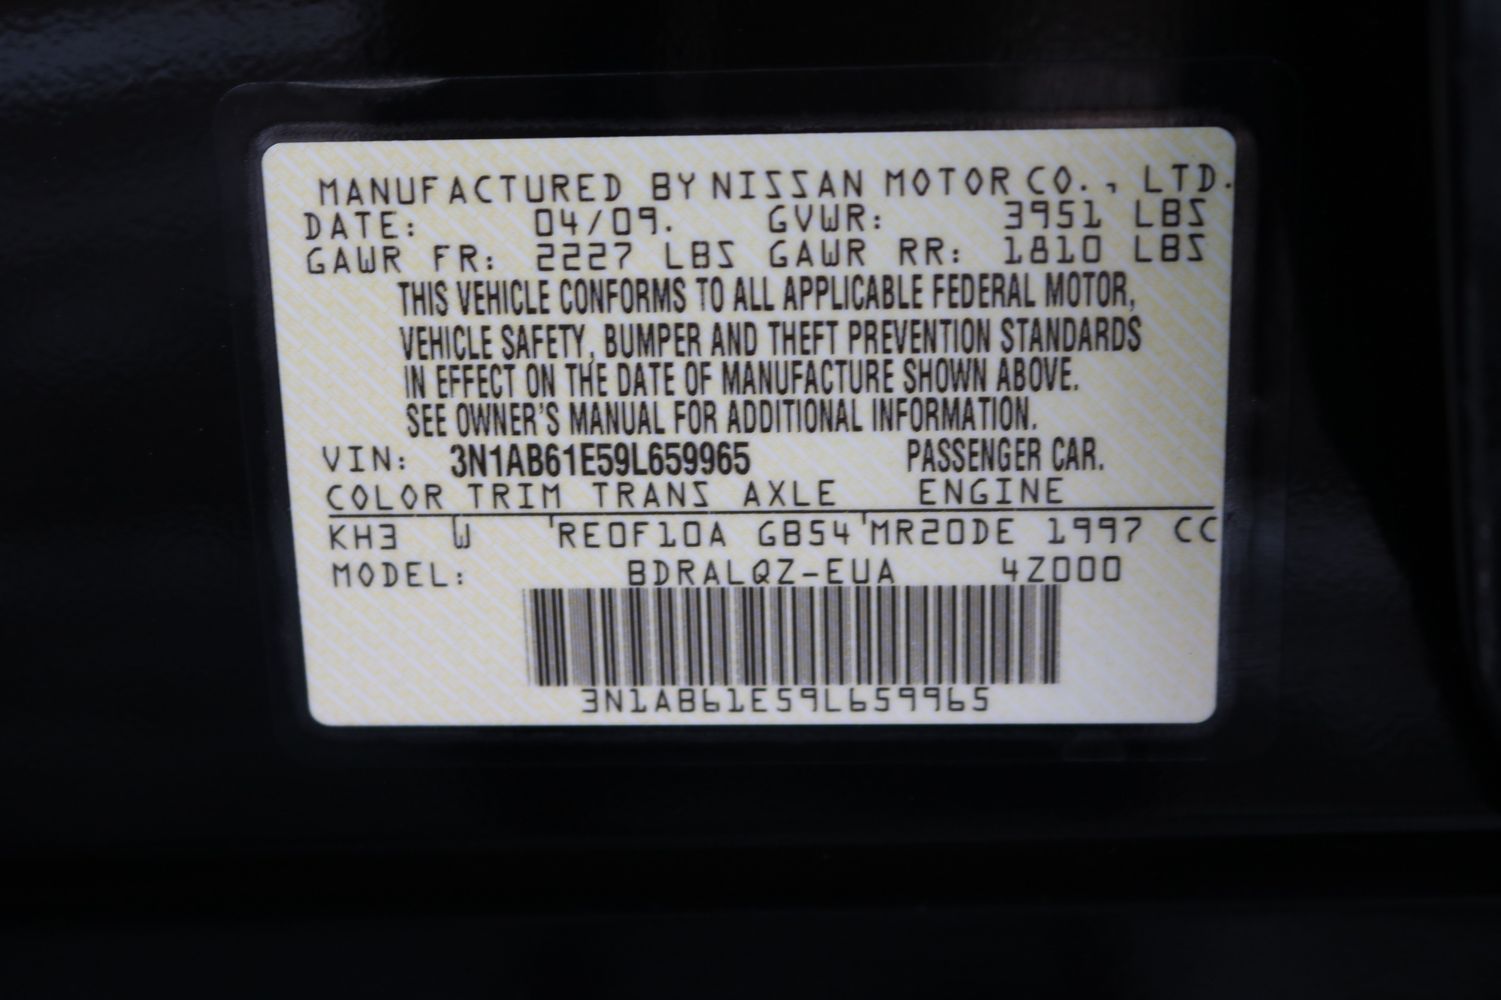 MANUFACTURED BY NISSAN MOTOR CO., LTD.
DATE: 04/09. GVWR: 3951 LBS
GAWR FR: 2227 LBS GAWR RR: 1810 LBS
THIS VEHICLE CONFORMS TO ALL APPLICABLE FEDERAL MOTOR,
VEHICLE SAFETY, BUMPER AND THEFT PREVENTION STANDARDS
IN EFFECT ON THE DATE OF MANUFACTURE SHOWN ABOVE.
SEE OWNER'S MANUAL FOR ADDITIONAL INFORMATION.
VIN: 3N1AB61E59L659965 PASSENGER CAR.
COLOR TRIM TRANS AXLE ENGINE
KH3 W RE0F10A GB54 MR20DE 1997 CC
MODEL: BDRALQZ-EUA 4Z000
3N1AB61E59L659965